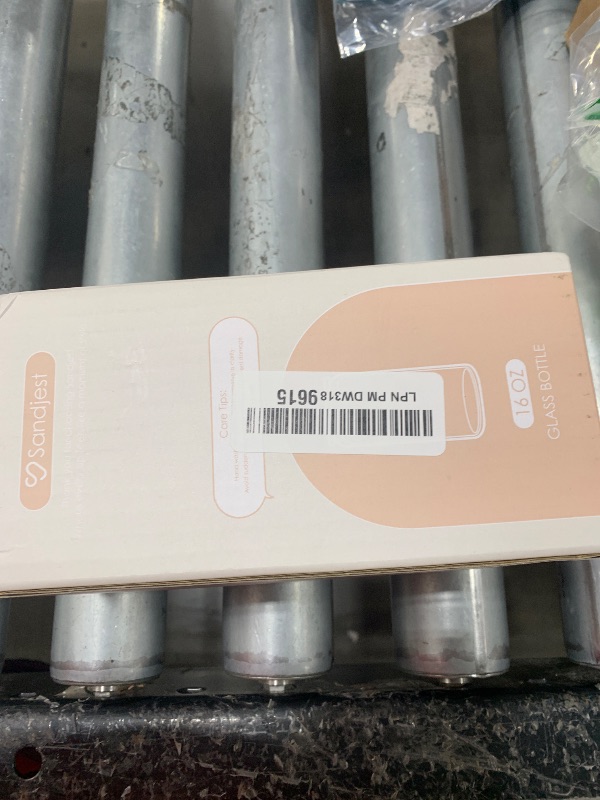 Sandjest
Care Tips:
LPN PM DW318 9615
16 OZ
GLASS BOTTLE